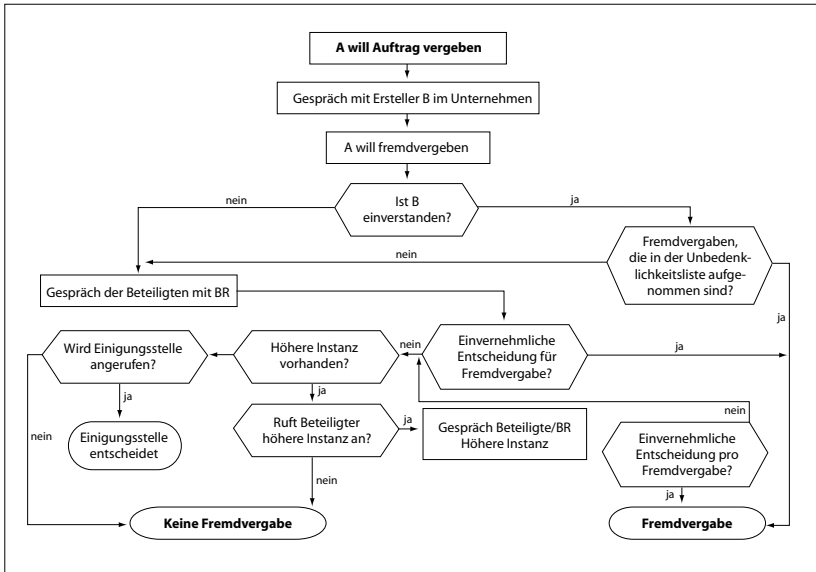 A will Auftrag vergeben
Gespräch mit Ersteller B im Unternehmen
A will fremdvergeben
nein
Ist B
einverstanden?
ja
nein
Fremdvergaben,
die in der Unbedenk-
lichkeitsliste aufge-
nommen sind?
ja
Gespräch der Beteiligten mit BR
Wird Einigungsstelle
angerufen?
Höhere Instanz
vorhanden?
nein
Einvernehmliche
Entscheidung für
Fremdvergabe?
ja
ja
ja
nein
nein
Einigungsstelle
entscheidet
Ruft Beteiligter
höhere Instanz an?
ja
Gespräch Beteiligte/BR
Höhere Instanz
Einvernehmliche
Entscheidung pro
Fremdvergabe?
nein
ja
Keine Fremdvergabe
Fremdvergabe